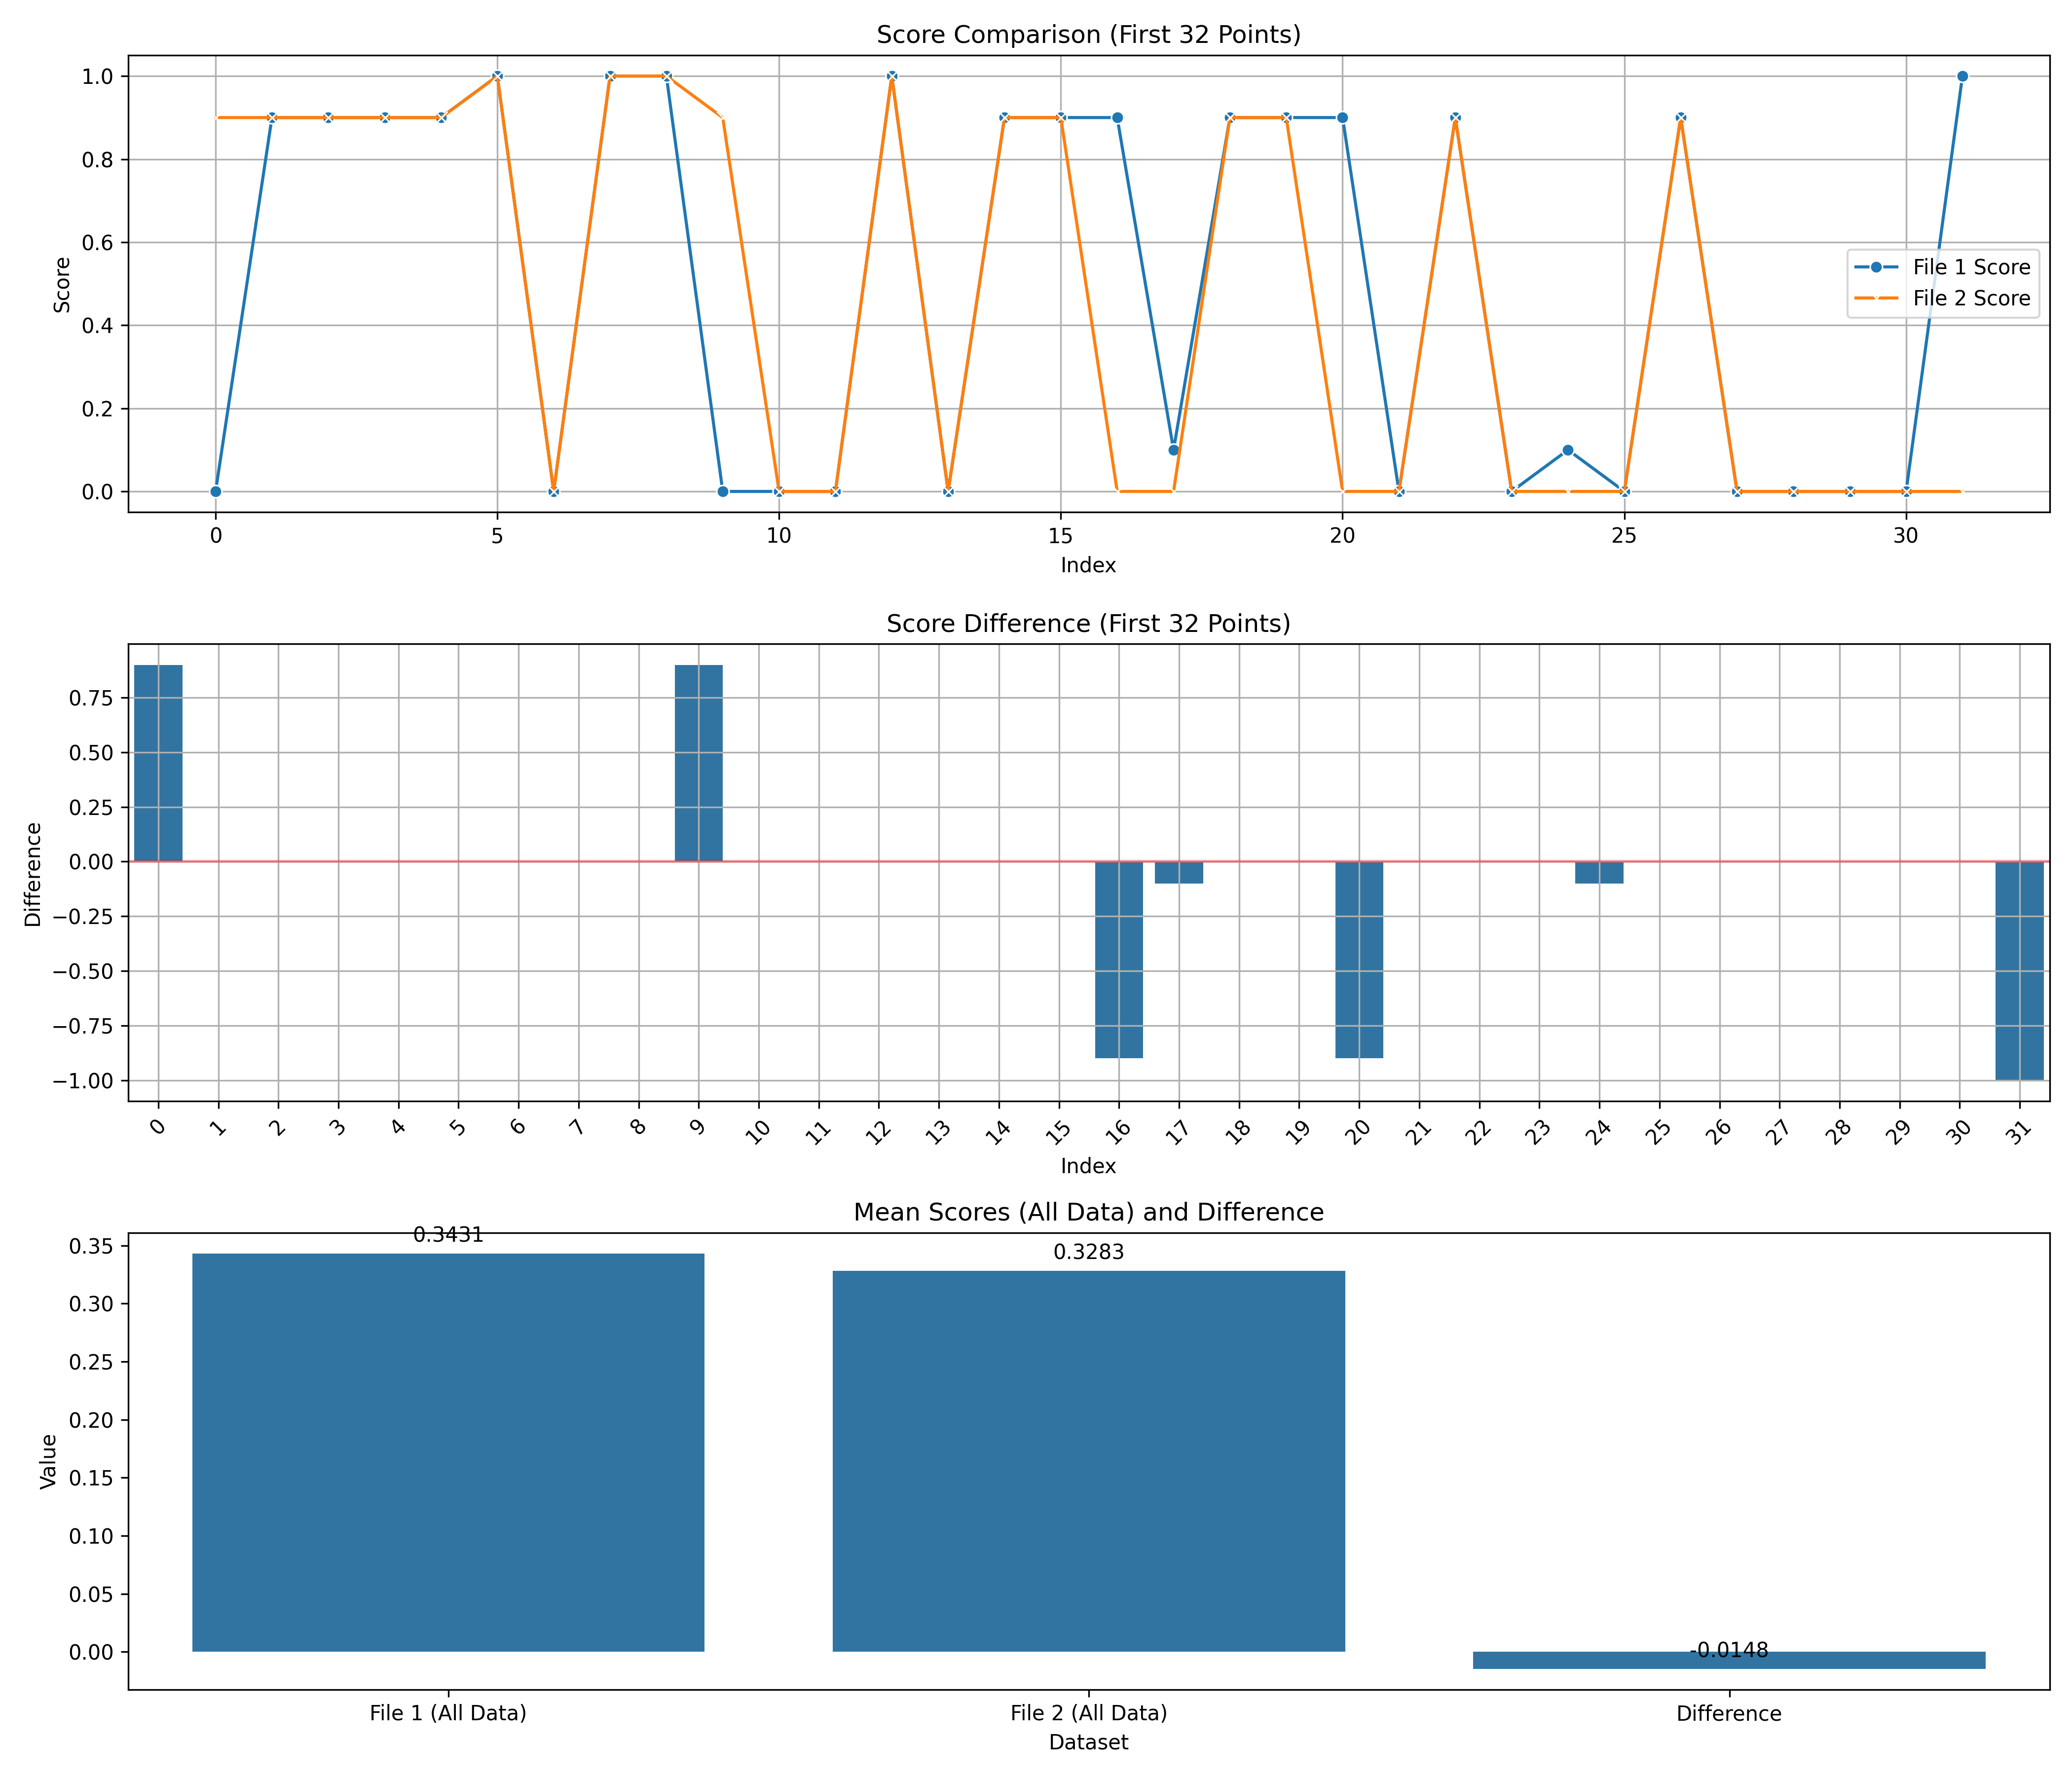 Score Comparison (First 32 Points)
1.0
0.8
0.6
0.4
0.2
0.0
Score
File 1 Score
File 2 Score
0 5 10 15 20 25 30
Index
Score Difference (First 32 Points)
0.75
0.50
0.25
0.00
−0.25
−0.50
−0.75
−1.00
Difference
0 1 2 3 4 5 6 7 8 9 10 11 12 13 14 15 16 17 18 19 20 21 22 23 24 25 26 27 28 29 30 31
Index
Mean Scores (All Data) and Difference
0.35
0.30
0.25
0.20
0.15
0.10
0.05
0.00
Value
0.3431
0.3283
-0.0148
File 1 (All Data) File 2 (All Data) Difference
Dataset